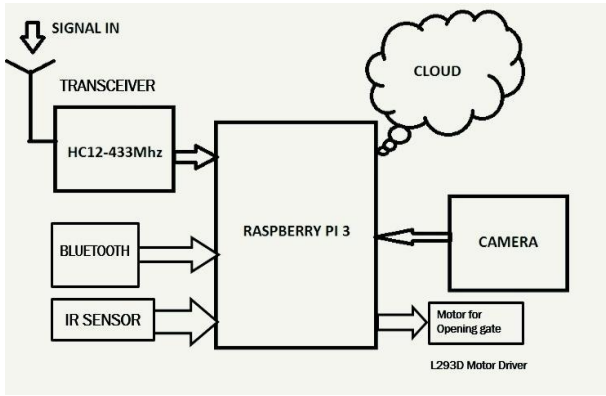 SIGNAL IN
TRANSCEIVER
HC12-433Mhz
CLOUD
BLUETOOTH
RASPBERRY PI 3
CAMERA
IR SENSOR
Motor for
Opening gate
L293D Motor Driver